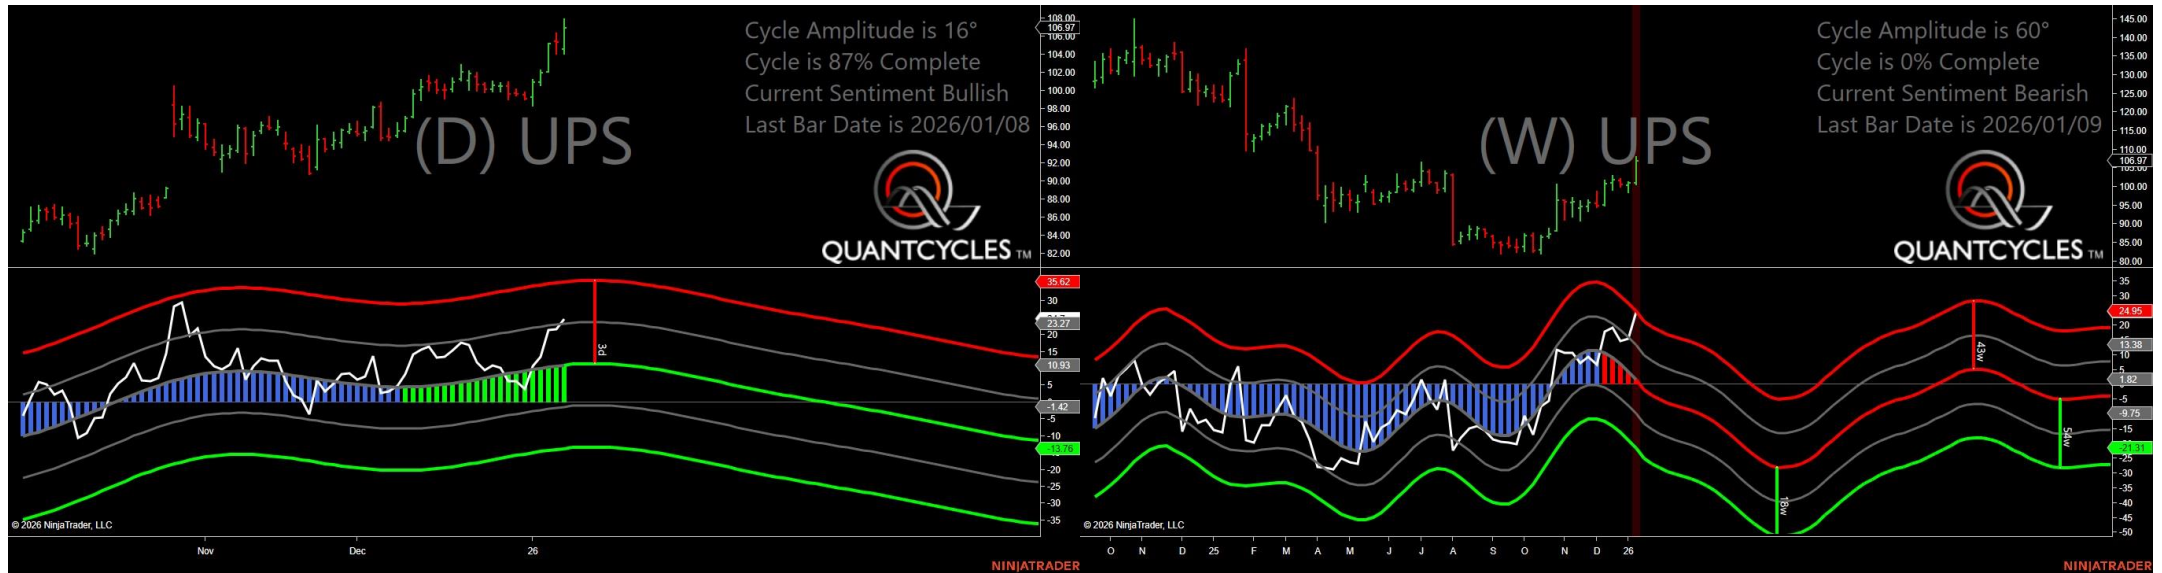 Cycle Amplitude is 16°
Cycle is 87% Complete
Current Sentiment Bullish
Last Bar Date is 2026/01/08
(D) UPS
QUANTCYCLES TM
108.00
106.97
106.00
104.00
102.00
100.00
98.00
96.00
94.00
92.00
90.00
88.00
86.00
84.00
82.00
35.62
30
23.27
20
15
10.93
5
0
-1.42
-5
-10
-13.76
-20
-25
-30
-35
3d
© 2026 NinjaTrader, LLC
Nov
Dec
26
NINJATRADER
Cycle Amplitude is 60°
Cycle is 0% Complete
Current Sentiment Bearish
Last Bar Date is 2026/01/09
(W) UPS
QUANTCYCLES TM
145.00
140.00
135.00
130.00
125.00
120.00
115.00
110.00
106.97
100.00
95.00
90.00
85.00
80.00
35
30
24.95
20
13.38
10
5
1.82
-5
-9.75
-15
-21.31
-25
-30
-35
-40
-45
-50
43w
54w
18w
© 2026 NinjaTrader, LLC
O N D 25 F M A M J J A S O N D 26
NINJATRADER